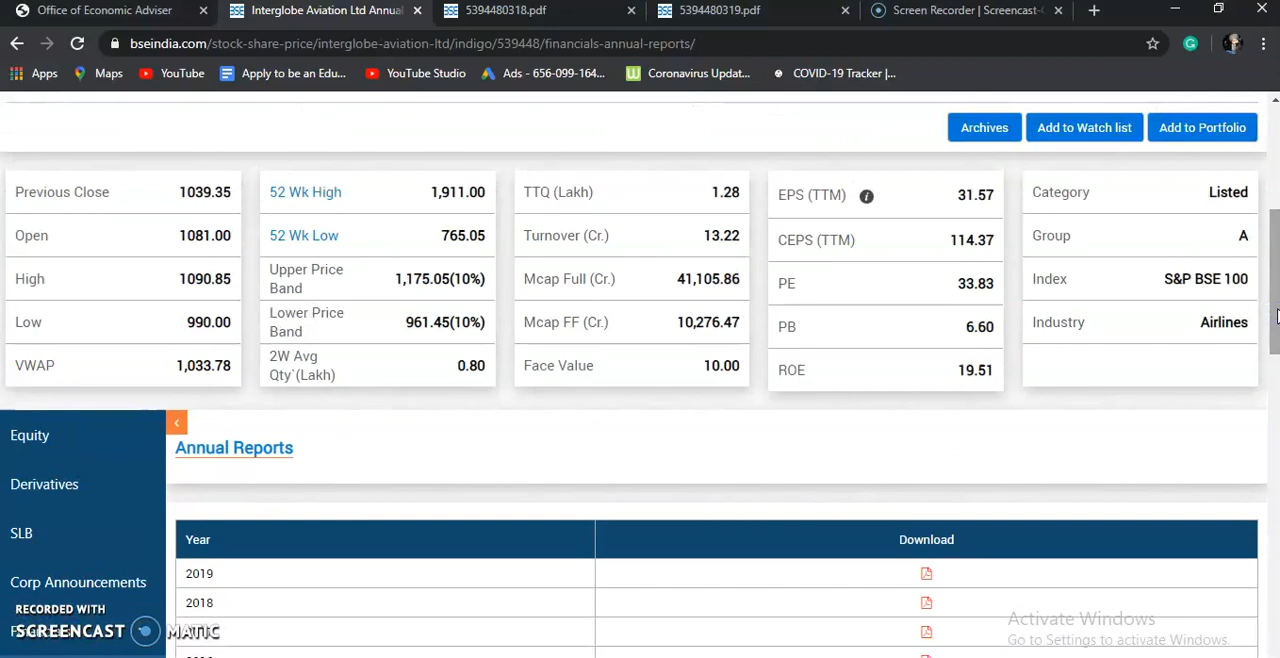 Office of Economic Adviser
Interglobe Aviation Ltd Annual
5394480318.pdf
5394480319.pdf
Screen Recorder | Screencast-
bseindia.com/stock-share-price/interglobe-aviation-ltd/indigo/539448/financials-annual-reports/
Apps Maps YouTube Apply to be an Edu... YouTube Studio Ads - 656-099-164... Coronavirus Updat... COVID-19 Tracker |...
Archives Add to Watch list Add to Portfolio
Previous Close 1039.35
Open 1081.00
High 1090.85
Low 990.00
VWAP 1,033.78
52 Wk High 1,911.00
52 Wk Low 765.05
Upper Price
Band 1,175.05(10%)
Lower Price
Band 961.45(10%)
2W Avg
Qty`(Lakh) 0.80
TTQ (Lakh) 1.28
Turnover (Cr.) 13.22
Mcap Full (Cr.) 41,105.86
Mcap FF (Cr.) 10,276.47
Face Value 10.00
EPS (TTM) 31.57
CEPS (TTM) 114.37
PE 33.83
PB 6.60
ROE 19.51
Category Listed
Group A
Index S&P BSE 100
Industry Airlines
Equity
Derivatives
SLB
Corp Announcements
Annual Reports
Year Download
2019
2018
RECORDED WITH
SCREENCAST MATIC
Activate Windows
Go to Settings to activate Windows.